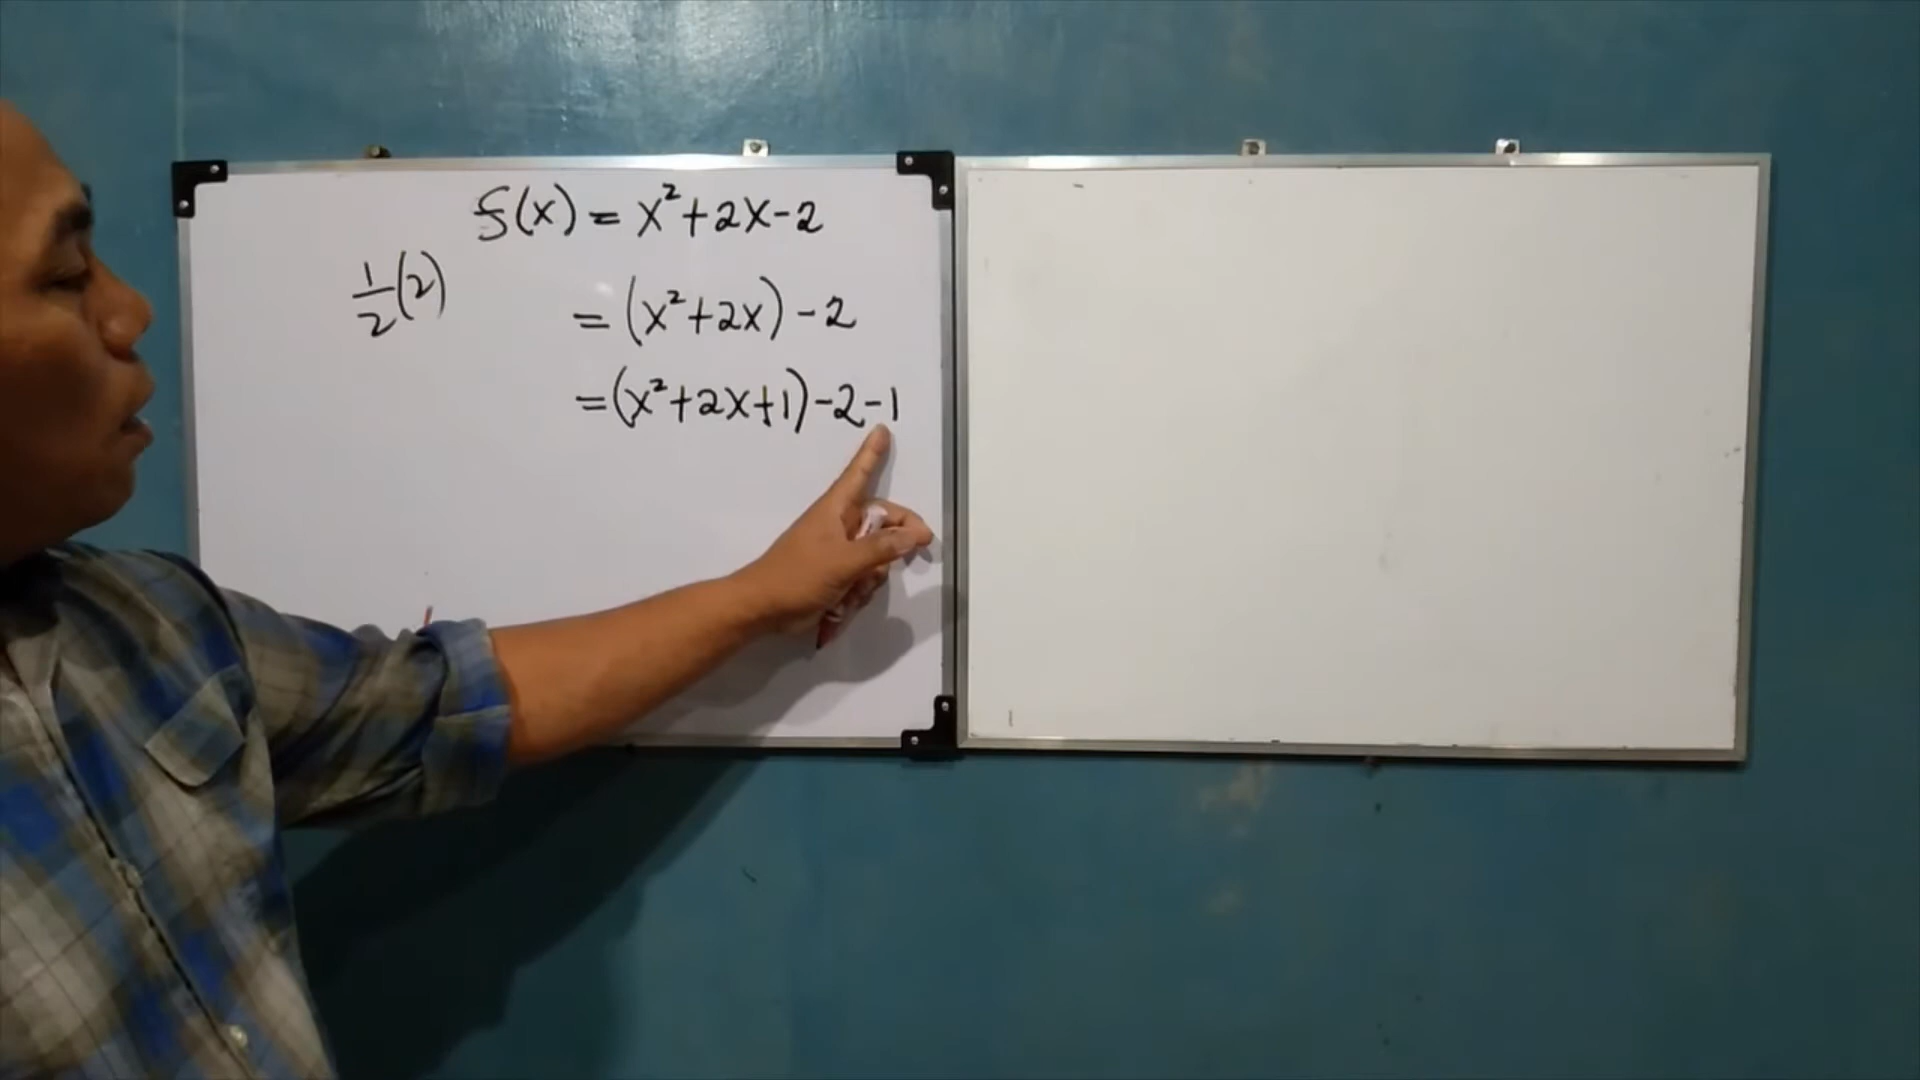 f(x) = x² + 2x - 2
1/2 (2)
= (x² + 2x) - 2
= (x² + 2x + 1) - 2 - 1